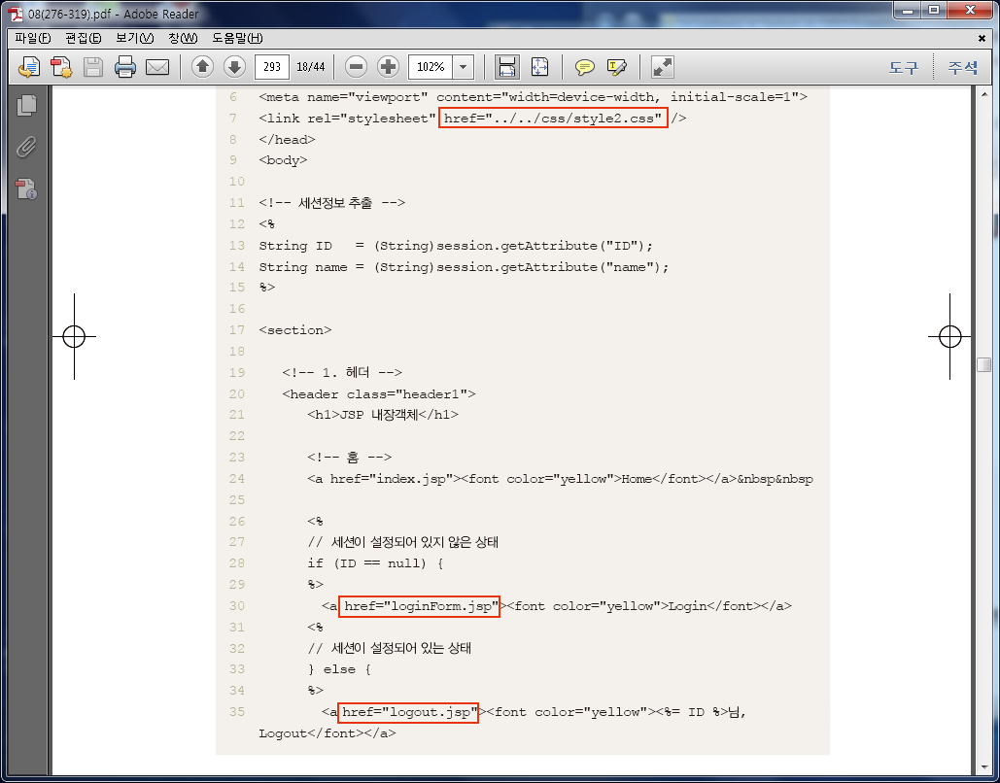 08(276-319).pdf - Adobe Reader
파일(F) 편집(E) 보기(V) 창(W) 도움말(H)
293 18/44 102% 도구 주석
6 <meta name="viewport" content="width=device-width, initial-scale=1">
7 <link rel="stylesheet" href="../../css/style2.css" />
8 </head>
9 <body>
10
11 <!-- 세션정보 추출 -->
12 <%
13 String ID   = (String)session.getAttribute("ID");
14 String name = (String)session.getAttribute("name");
15 %>
16
17 <section>
18
19 <!-- 1. 헤더 -->
20 <header class="header1">
21 <h1>JSP 내장객체</h1>
22
23 <!-- 홈 -->
24 <a href="index.jsp"><font color="yellow">Home</font></a>&nbsp&nbsp
25
26 <%
27 // 세션이 설정되어 있지 않은 상태
28 if (ID == null) {
29 %>
30 <a href="loginForm.jsp"><font color="yellow">Login</font></a>
31 <%
32 // 세션이 설정되어 있는 상태
33 } else {
34 %>
35 <a href="logout.jsp"><font color="yellow"><%= ID %>님,
Logout</font></a>